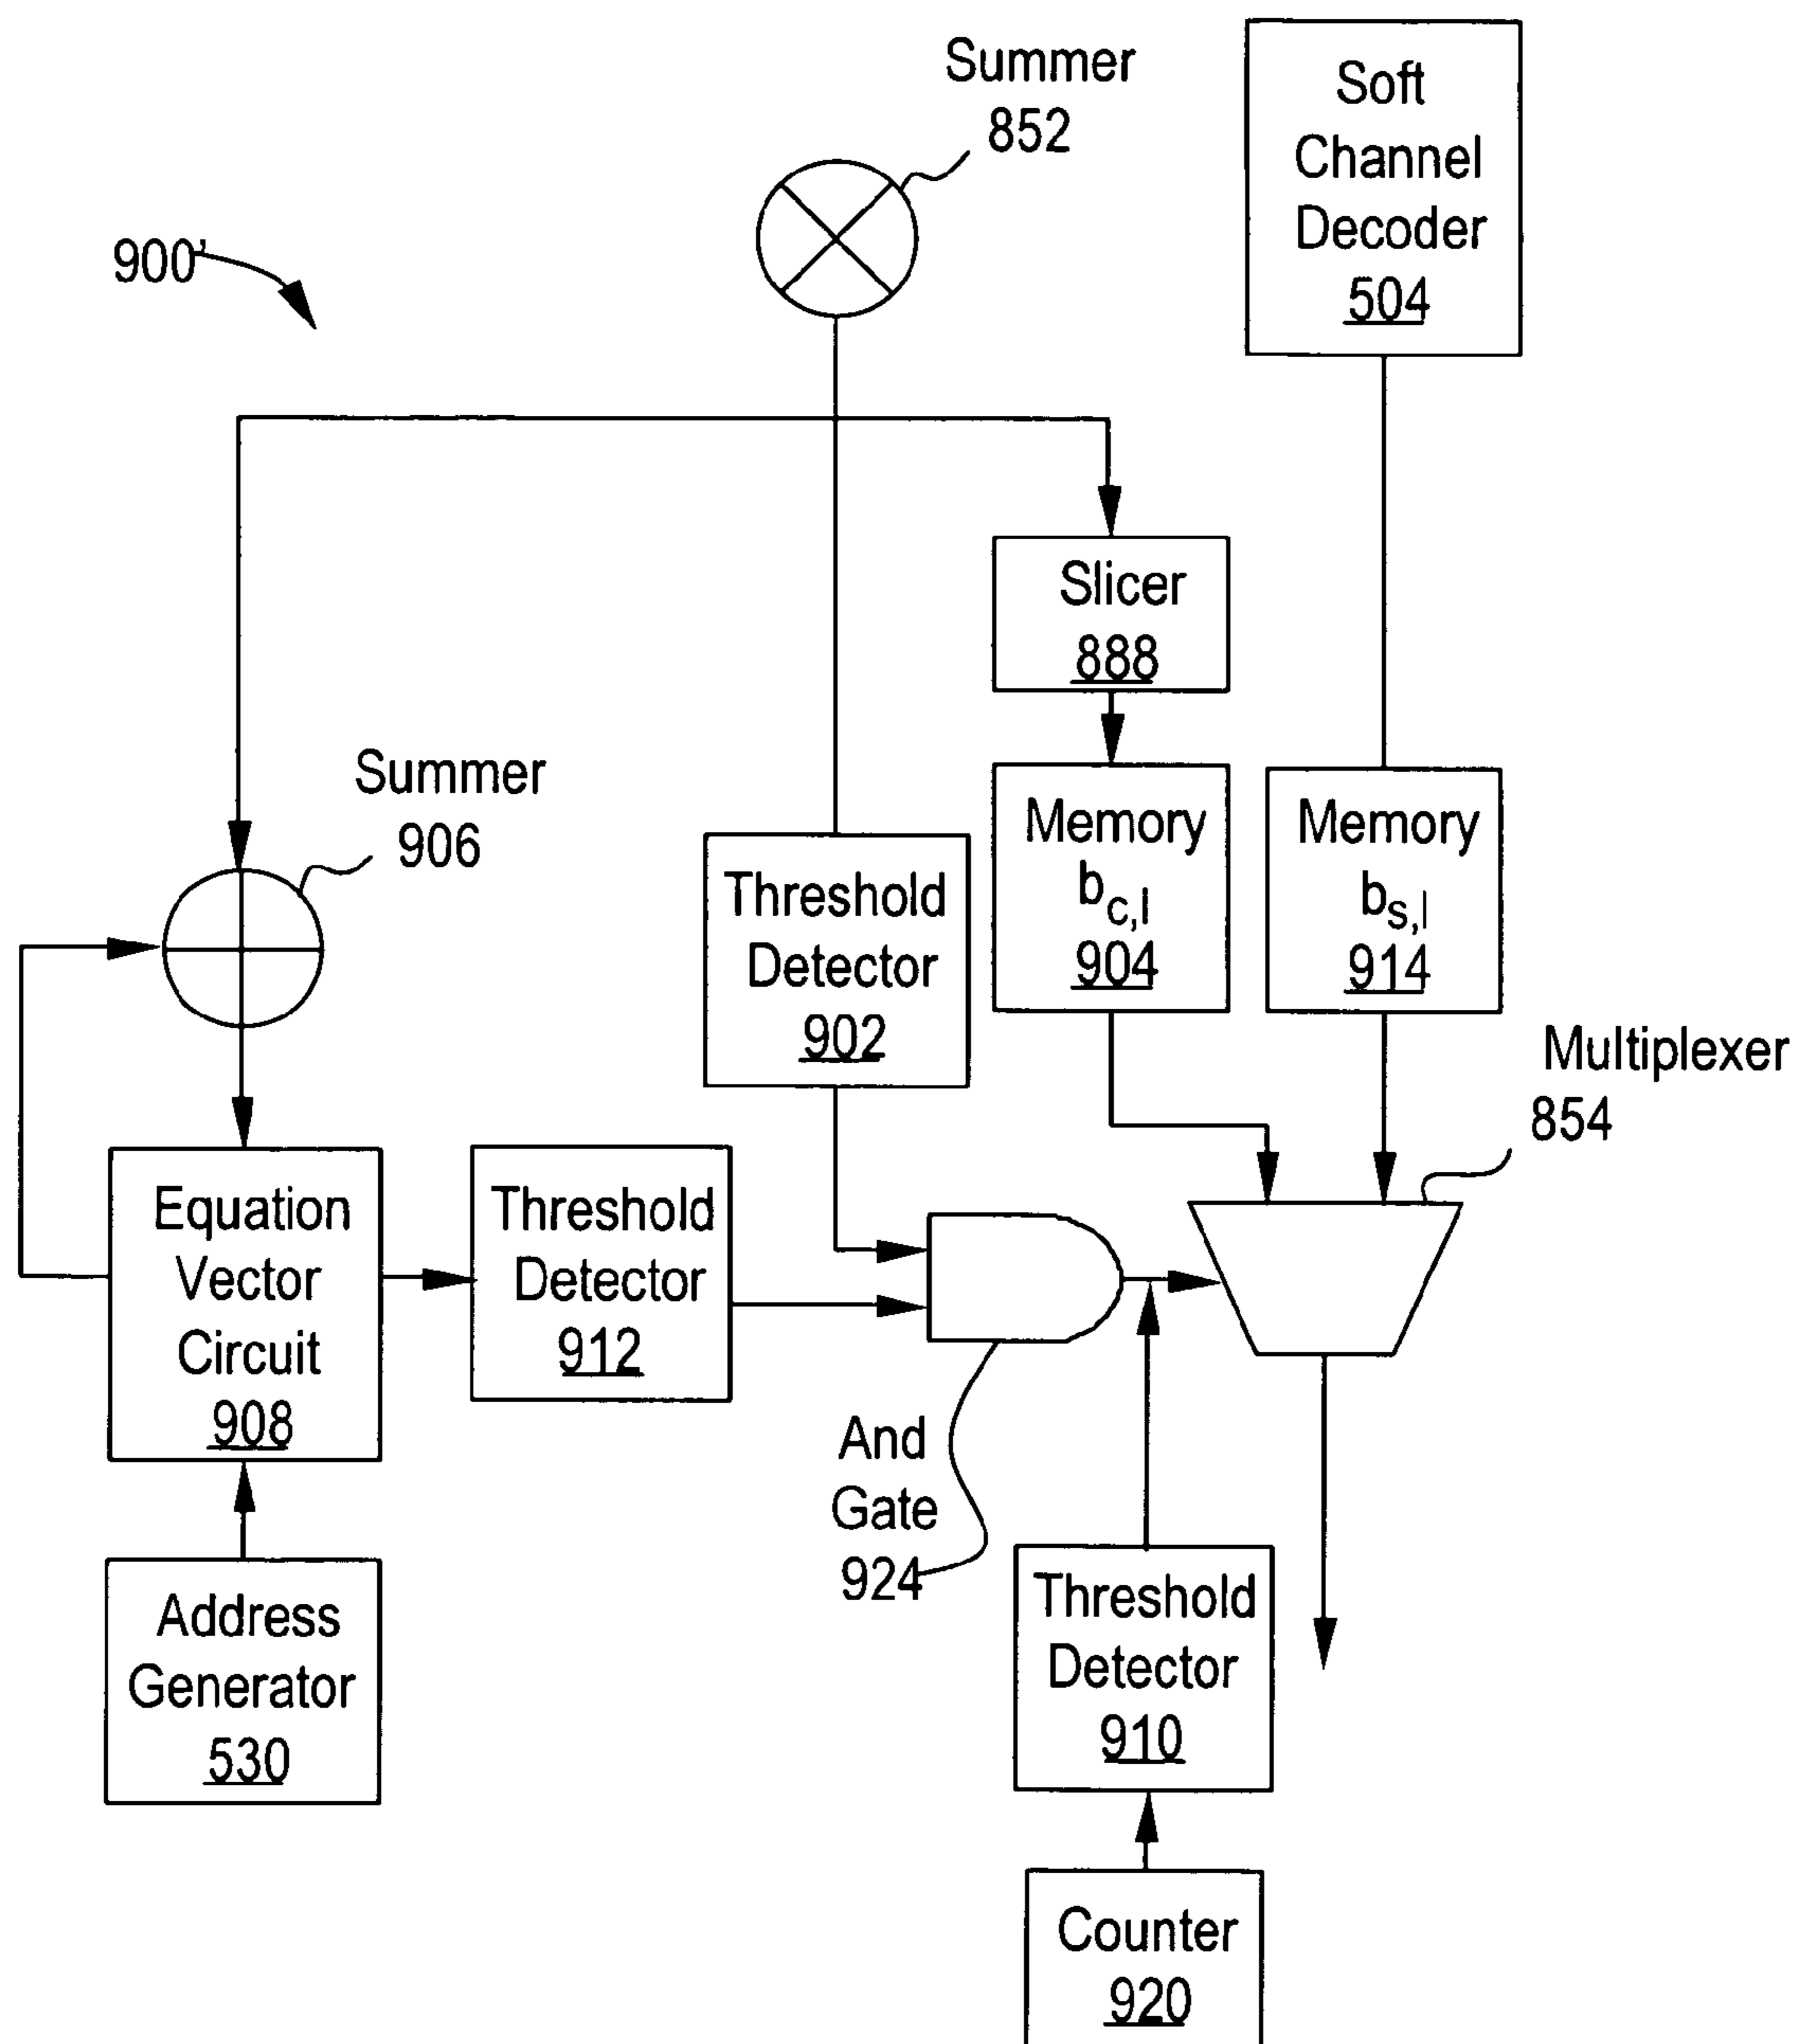 Summer
852
Soft
Channel
Decoder
504
900'
Slicer
888
Summer
906
Threshold
Detector
902
Memory
b_c,l
904
Memory
b_s,l
914
Multiplexer
854
Equation
Vector
Circuit
908
Threshold
Detector
912
And
Gate
924
Address
Generator
530
Threshold
Detector
910
Counter
920